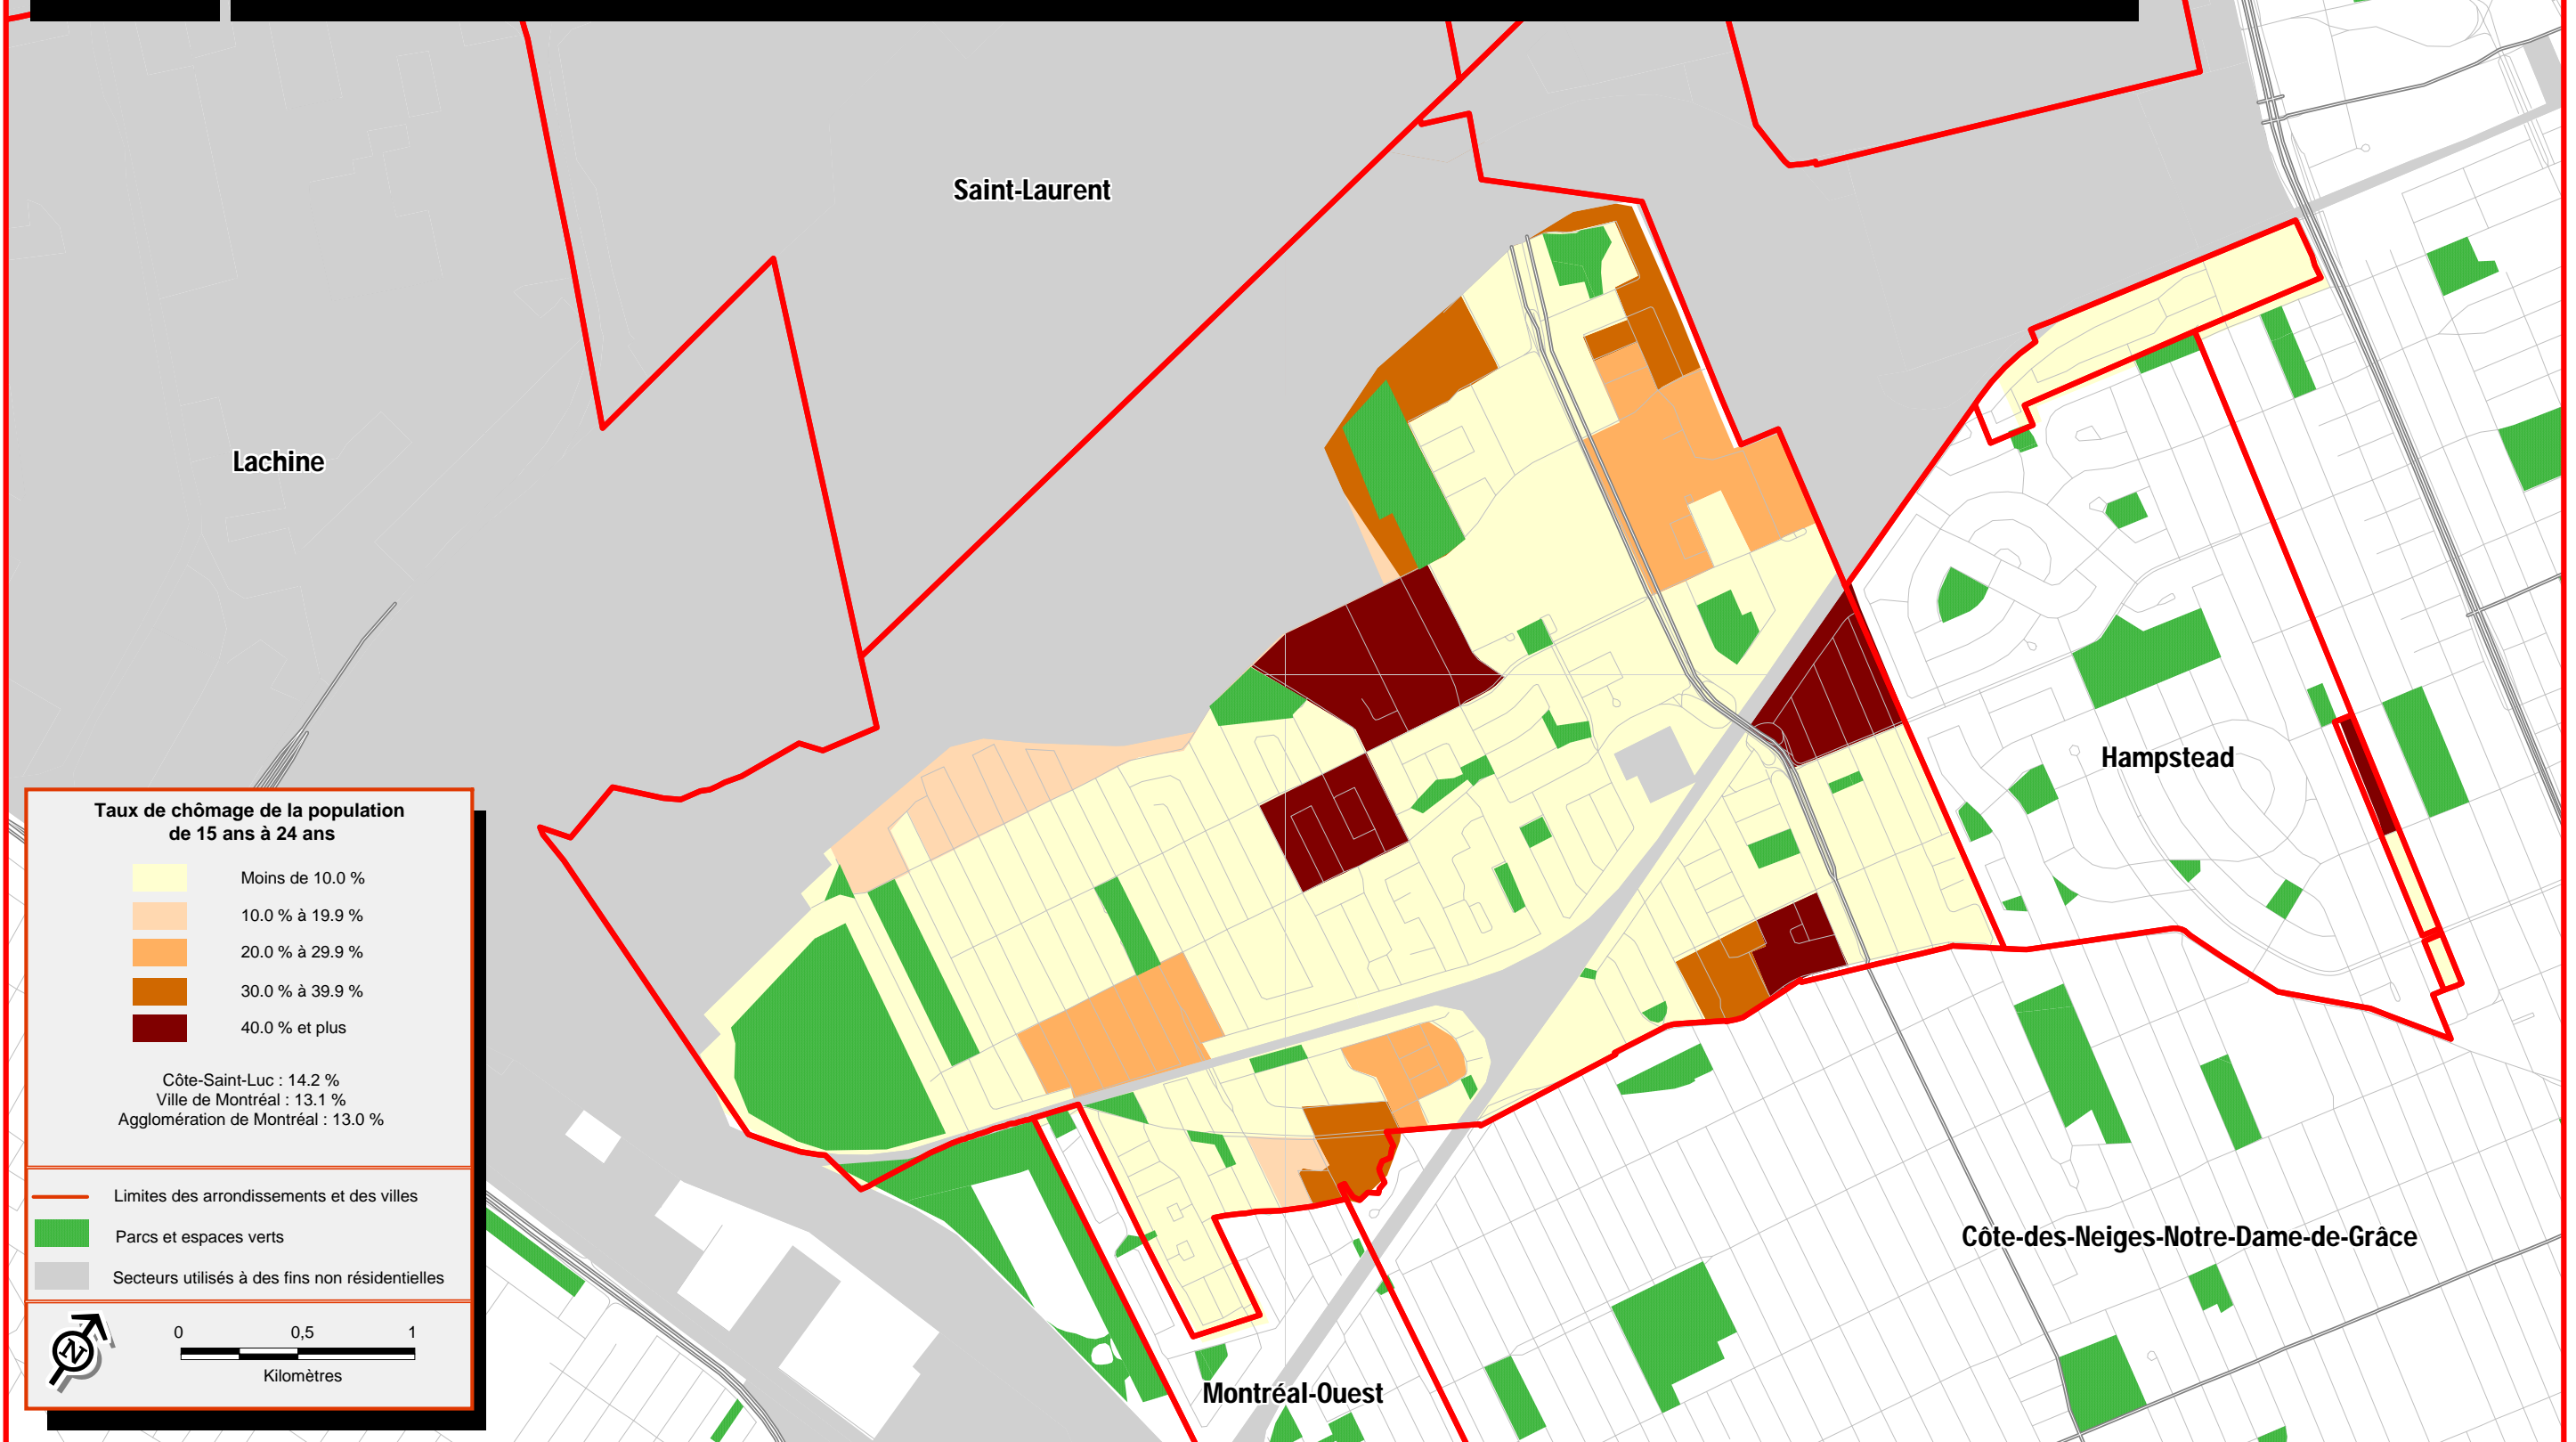 Saint-Laurent
Lachine
Hampstead
Côte-des-Neiges-Notre-Dame-de-Grâce
Montréal-Ouest
Taux de chômage de la population
de 15 ans à 24 ans
Moins de 10.0 %
10.0 % à 19.9 %
20.0 % à 29.9 %
30.0 % à 39.9 %
40.0 % et plus
Côte-Saint-Luc : 14.2 %
Ville de Montréal : 13.1 %
Agglomération de Montréal : 13.0 %
Limites des arrondissements et des villes
Parcs et espaces verts
Secteurs utilisés à des fins non résidentielles
N
0 0,5 1
Kilomètres